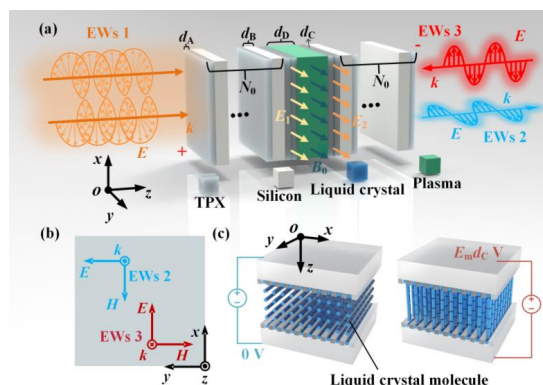 (a)
EWs 1
k
E
+
d_A
d_B
d_D
d_C
N_0
N_0
-
E_1
E_2
B_0
EWs 3
E
k
k
E
EWs 2
x
o
z
y
TPX
Silicon
Liquid crystal
Plasma
(b)
k
E
EWs 2
H
E
EWs 3
k
H
x
y
z
(c)
o
x
y
z
0 V
E_m d_C V
Liquid crystal molecule